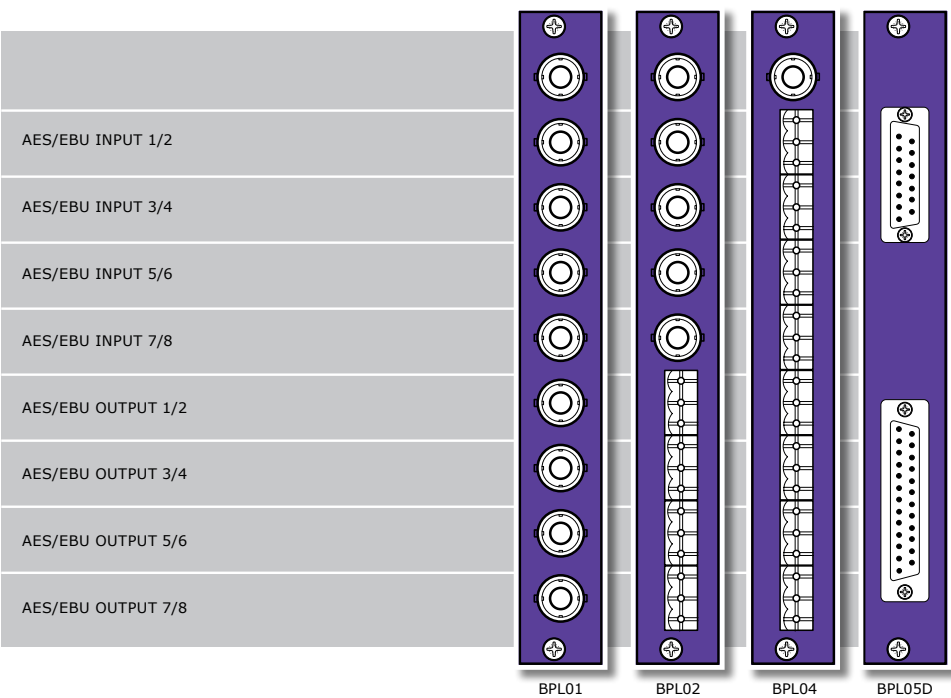 AES/EBU INPUT 1/2
AES/EBU INPUT 3/4
AES/EBU INPUT 5/6
AES/EBU INPUT 7/8
AES/EBU OUTPUT 1/2
AES/EBU OUTPUT 3/4
AES/EBU OUTPUT 5/6
AES/EBU OUTPUT 7/8
BPL01 BPL02 BPL04 BPL05D